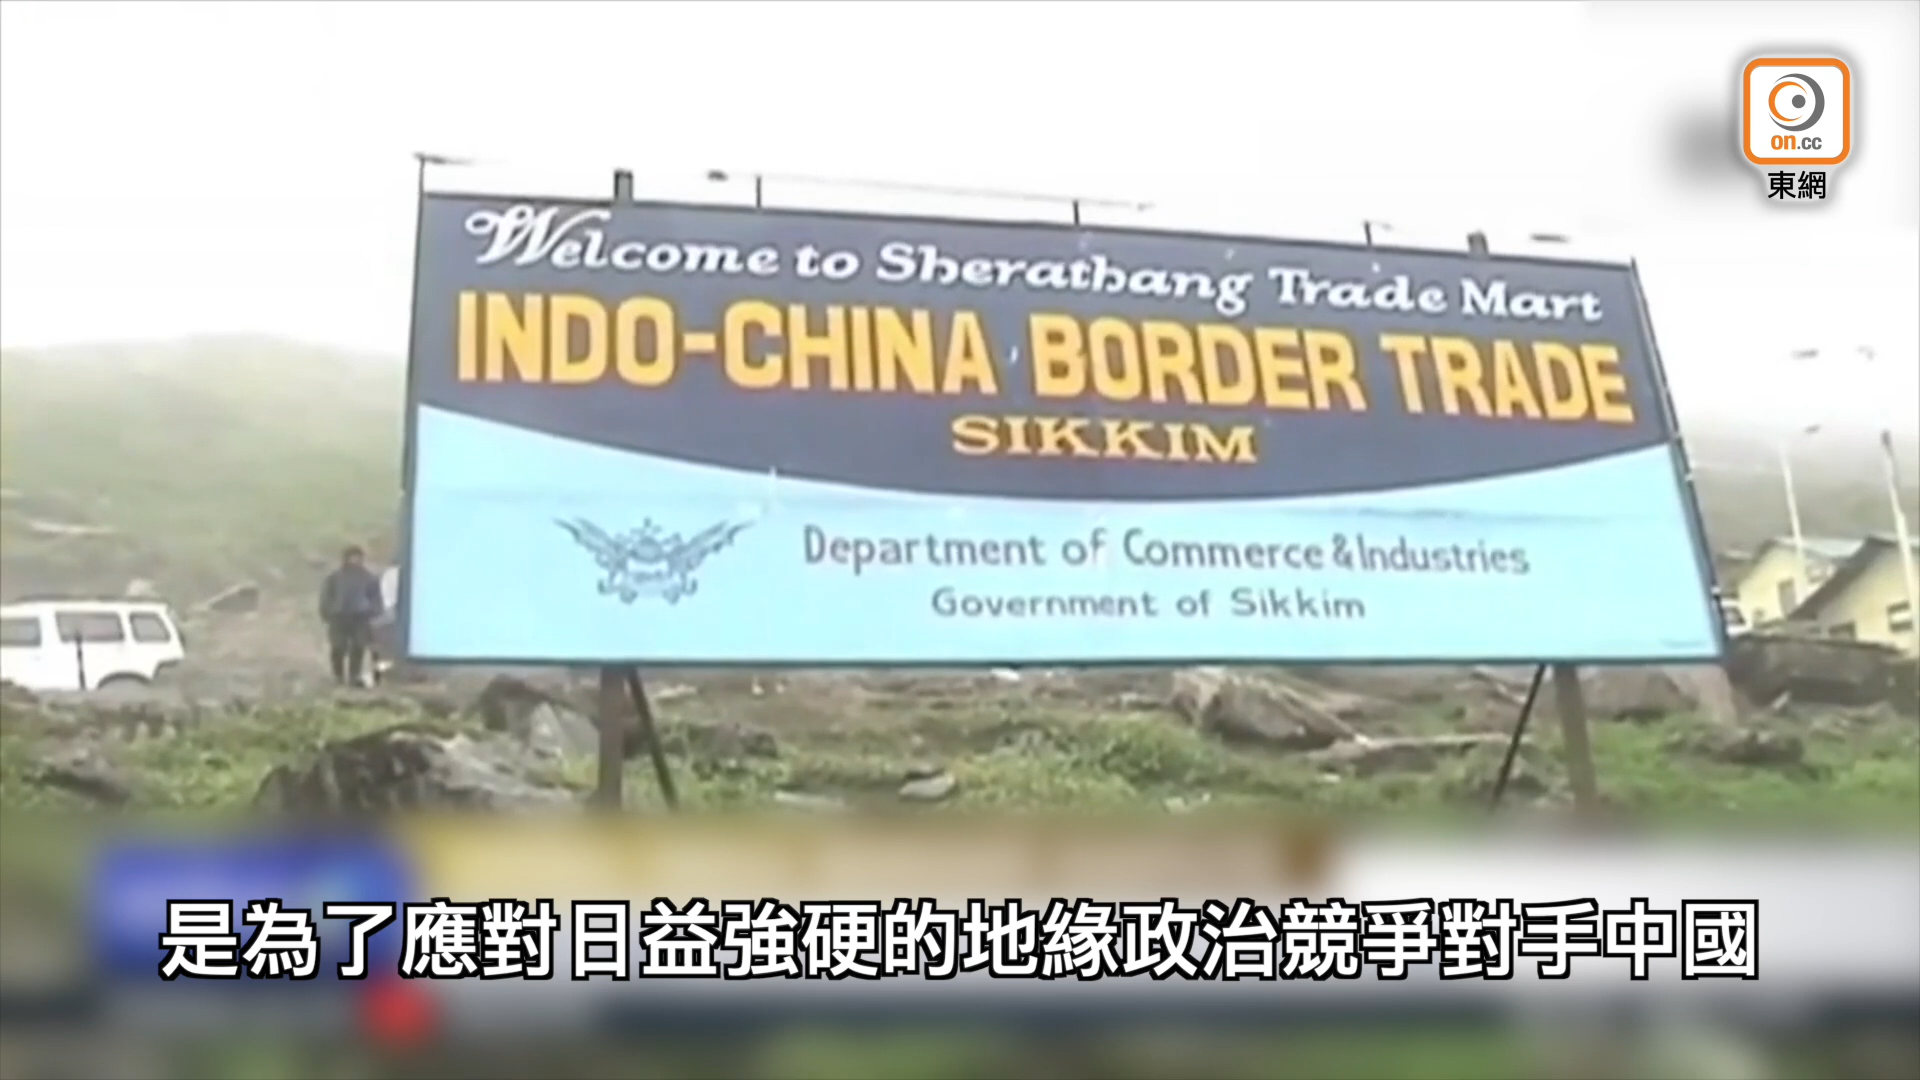 on.cc
東網
Welcome to Sherathang Trade Mart
INDO-CHINA BORDER TRADE
SIKKIM
Department of Commerce & Industries
Government of Sikkim
是為了應對日益強硬的地緣政治競爭對手中國